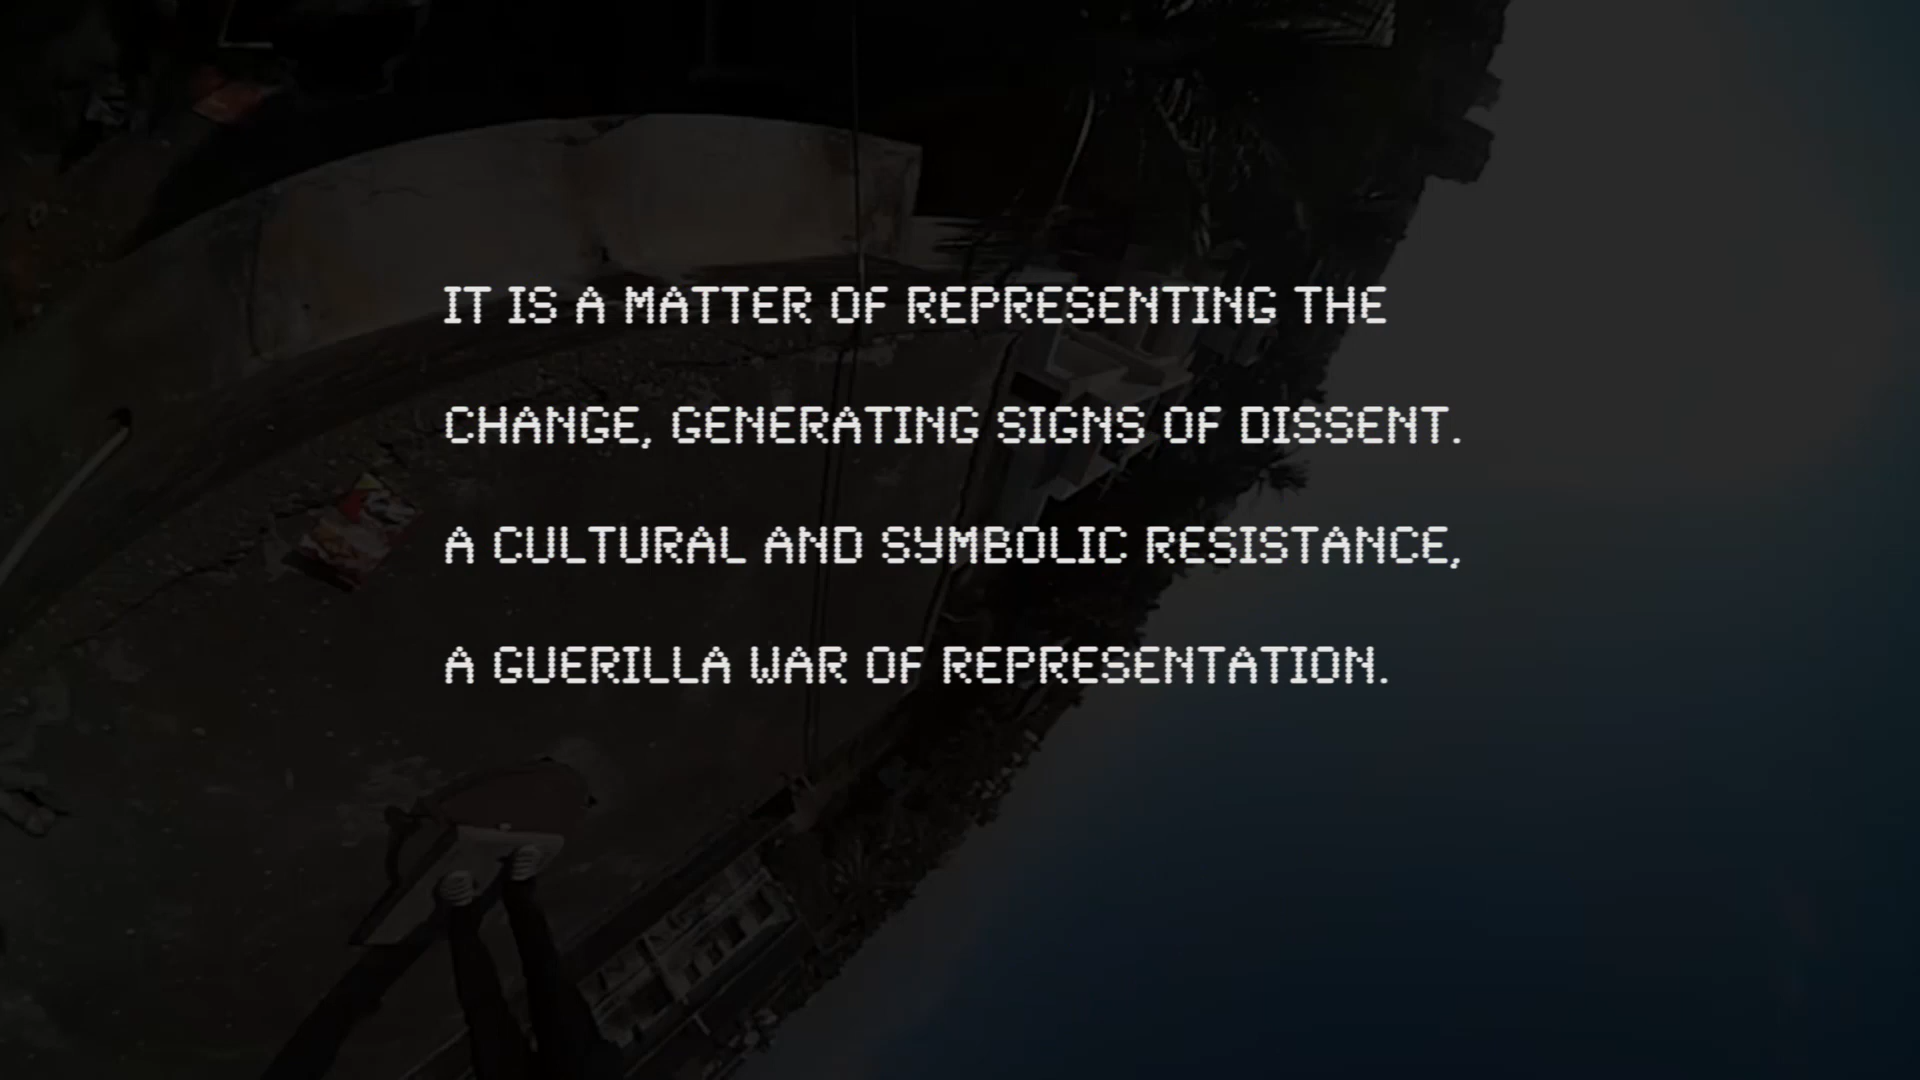 IT IS A MATTER OF REPRESENTING THE
CHANGE, GENERATING SIGNS OF DISSENT.
A CULTURAL AND SYMBOLIC RESISTANCE,
A GUERILLA WAR OF REPRESENTATION.